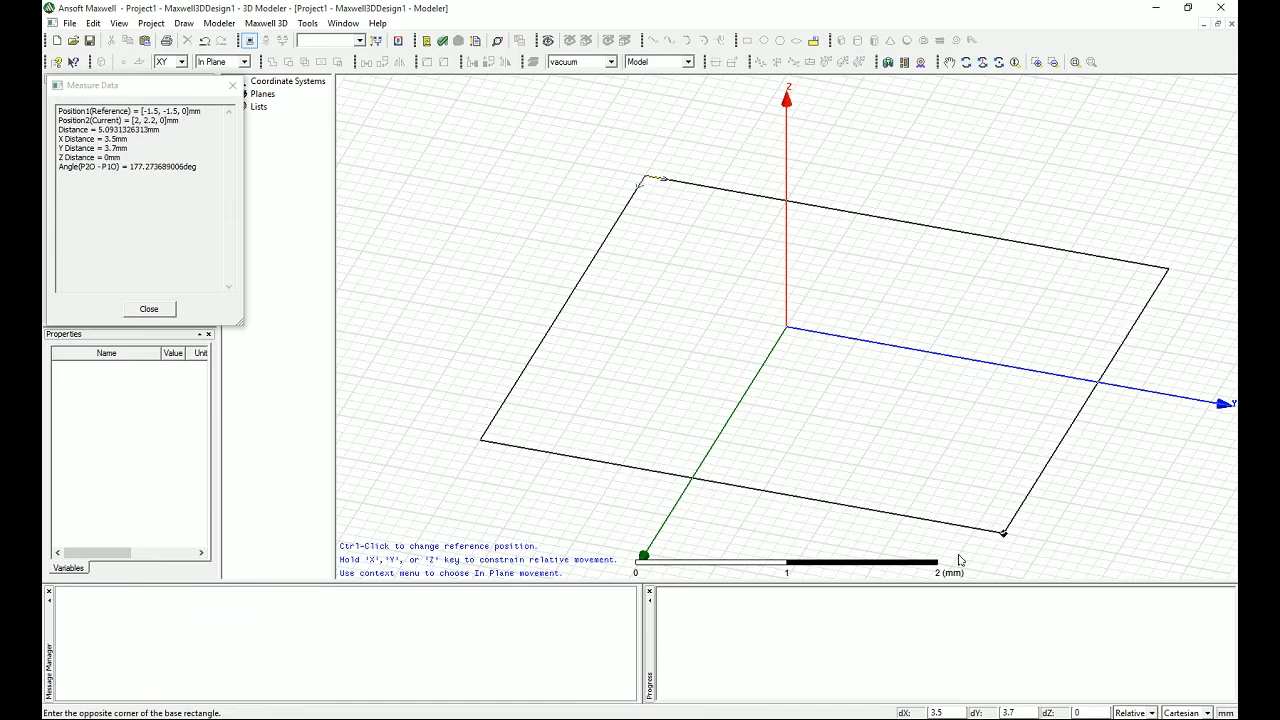 Ansoft Maxwell - Project1 - Maxwell3DDesign1 - 3D Modeler - [Project1 - Maxwell3DDesign1 - Modeler]
File Edit View Project Draw Modeler Maxwell 3D Tools Window Help
XY In Plane vacuum Model
Measure Data
Position1(Reference) = [-1.5, -1.5, 0]mm
Position2(Current) = [2, 2.2, 0]mm
Distance = 5.0931326313mm
X Distance = 3.5mm
Y Distance = 3.7mm
Z Distance = 0mm
Angle(P2O - P1O) = 177.273689006deg
Close
Coordinate Systems
Planes
Lists
Properties
Name Value Unit
Variables
Z
Y
Ctrl-Click to change reference position.
Hold 'X','Y', or 'Z' key to constrain relative movement.
Use context menu to choose In Plane movement.
0 1 2 (mm)
Message Manager
Progress
Enter the opposite corner of the base rectangle.
dX: 3.5 dY: 3.7 dZ: 0 Relative Cartesian mm